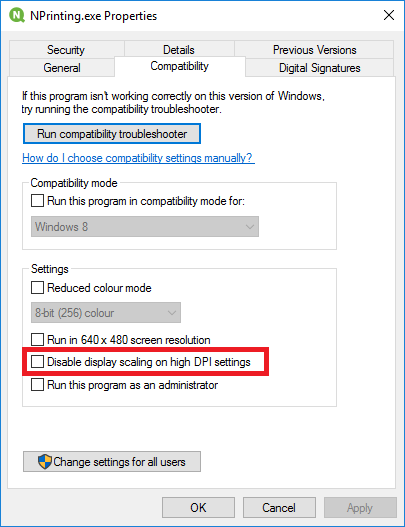 NPrinting.exe Properties
Security Details Previous Versions
General Compatibility Digital Signatures
If this program isn't working correctly on this version of Windows,
try running the compatibility troubleshooter.
Run compatibility troubleshooter
How do I choose compatibility settings manually?
Compatibility mode
Run this program in compatibility mode for:
Windows 8
Settings
Reduced colour mode
8-bit (256) colour
Run in 640 x 480 screen resolution
Disable display scaling on high DPI settings
Run this program as an administrator
Change settings for all users
OK Cancel Apply